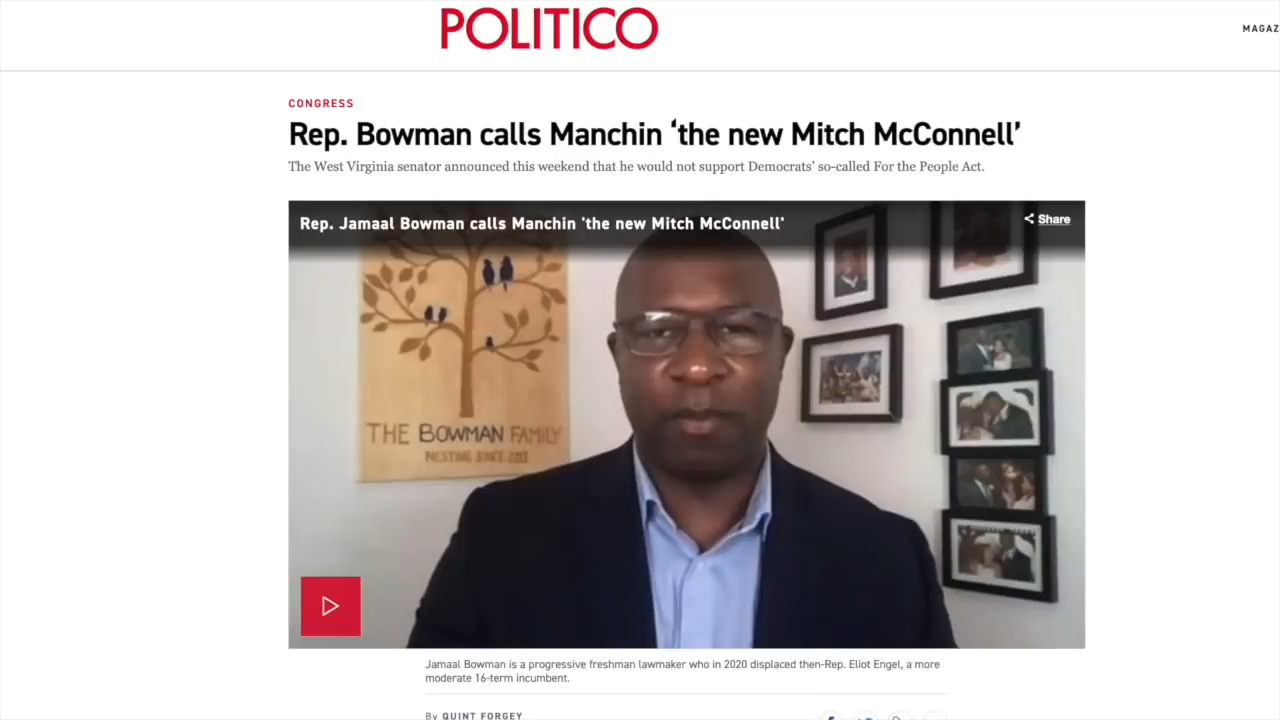 POLITICO
MAGAZ
CONGRESS
Rep. Bowman calls Manchin ‘the new Mitch McConnell’
The West Virginia senator announced this weekend that he would not support Democrats’ so-called For the People Act.
Rep. Jamaal Bowman calls Manchin 'the new Mitch McConnell'
Share
THE BOWMAN FAMILY
NESTING SINCE
Jamaal Bowman is a progressive freshman lawmaker who in 2020 displaced then-Rep. Eliot Engel, a more
moderate 16-term incumbent.
By QUINT FORGEY